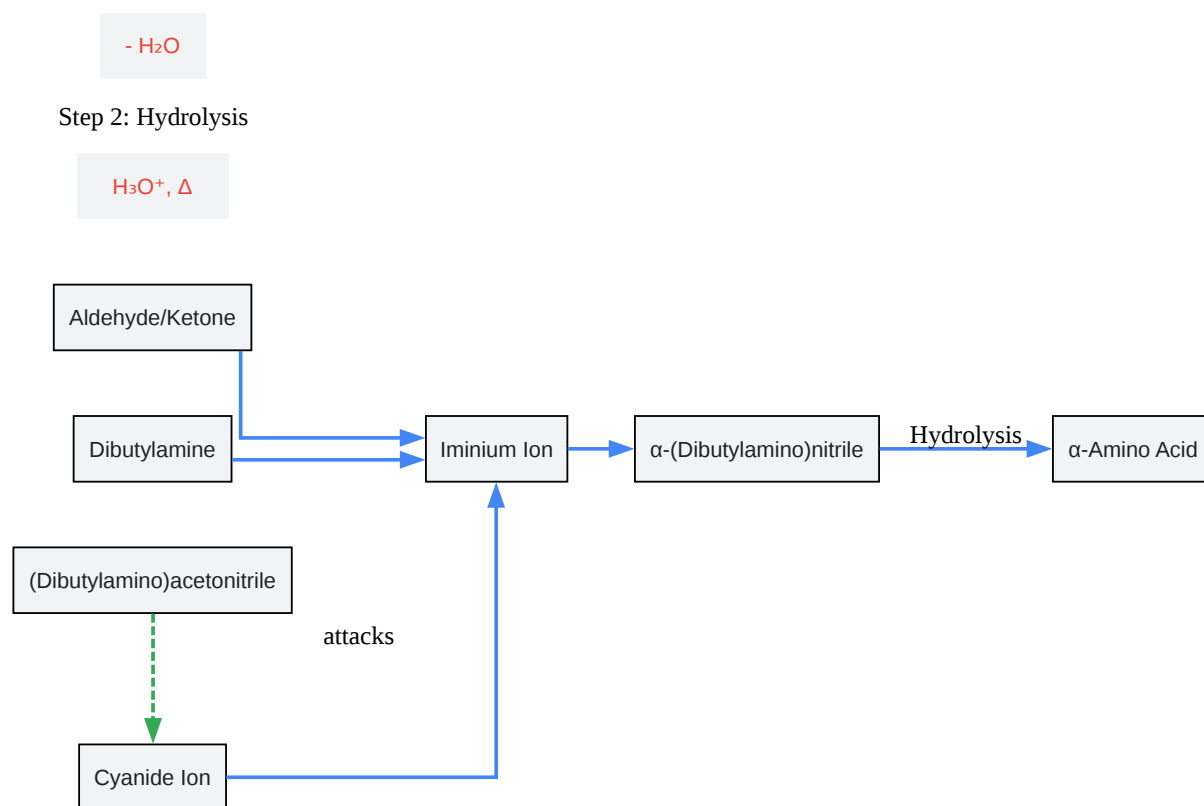 - H₂O
Step 2: Hydrolysis
H₃O⁺, Δ
Aldehyde/Ketone
Dibutylamine
Iminium Ion
α-(Dibutylamino)nitrile
Hydrolysis
α-Amino Acid
(Dibutylamino)acetonitrile
attacks
Cyanide Ion